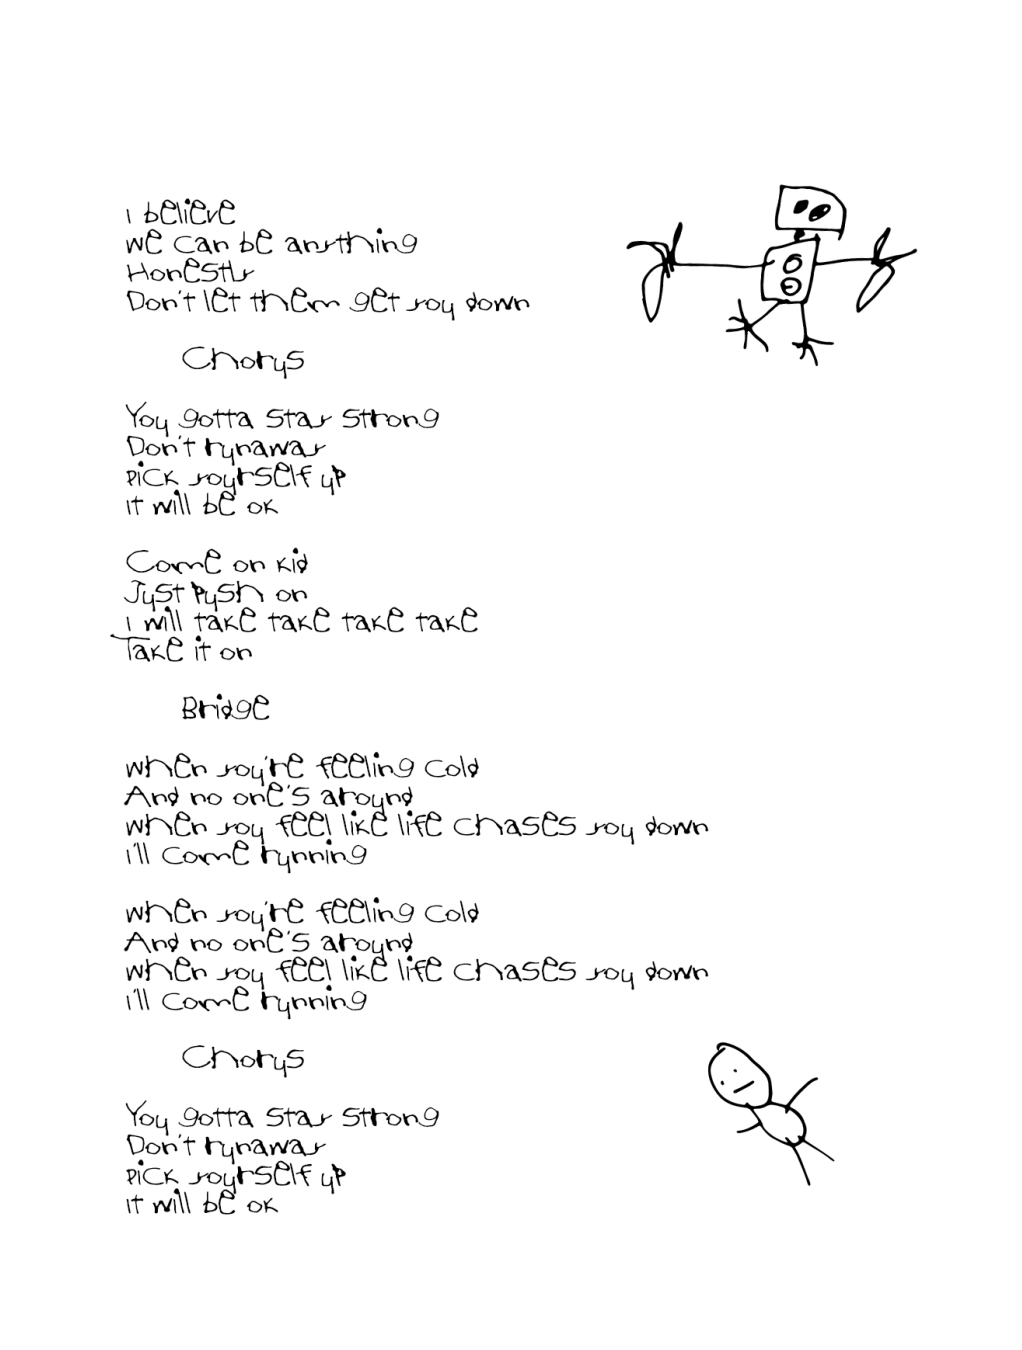 I believe
we can be anything
Honestly
Don't let them get you down
Chorus
You gotta stay strong
Don't runaway
pick yourself up
it will be ok
Come on kid
Just push on
I will take take take take
Take it on
Bridge
when you're feeling cold
And no one's around
when you feel like life chases you down
i'll come running
when you're feeling cold
And no one's around
when you feel like life chases you down
i'll come running
Chorus
You gotta stay strong
Don't runaway
pick yourself up
it will be ok